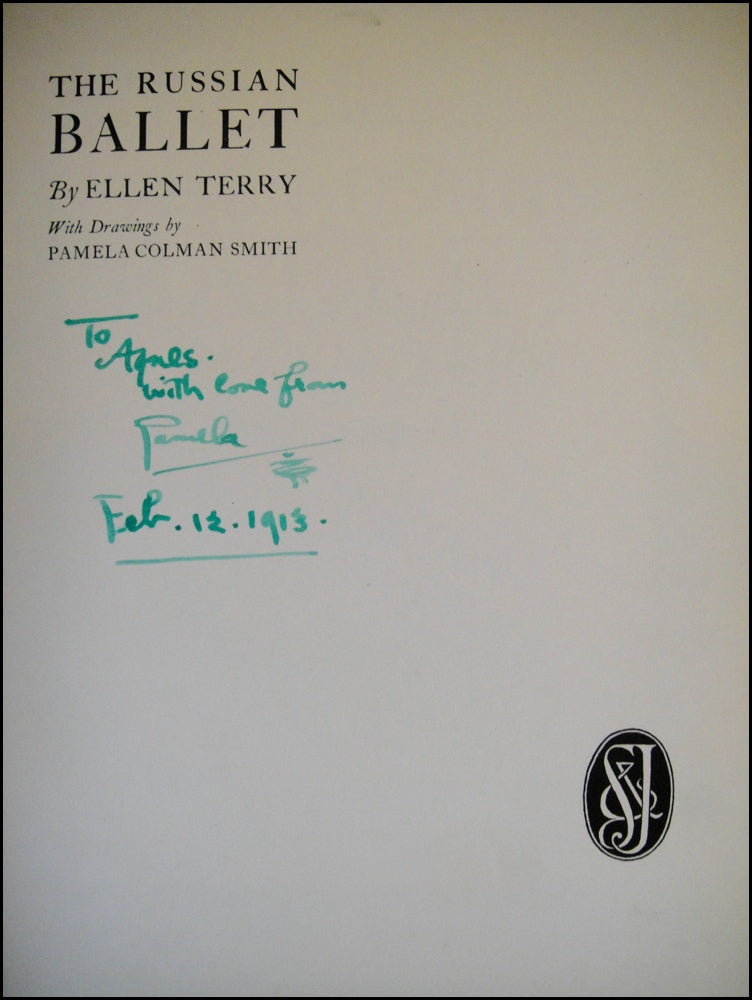 THE RUSSIAN
BALLET
By ELLEN TERRY
With Drawings by
PAMELA COLMAN SMITH
To
Agnes.
with love from
Pamela
Feb. 12. 1913.
S&J